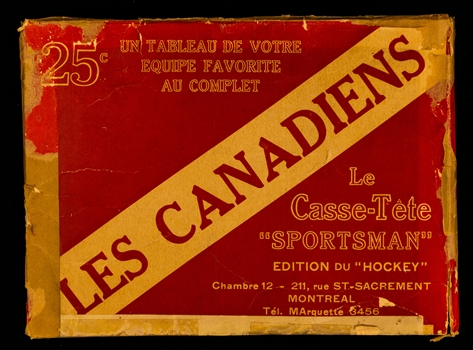 25c
UN TABLEAU DE VOTRE
EQUIPE FAVORITE
AU COMPLET
LES CANADIENS
Le
Casse-Tête
"SPORTSMAN"
EDITION DU "HOCKEY"
Chambre 12 - 211, rue ST-SACREMENT
MONTREAL
Tél. MArquette 3456